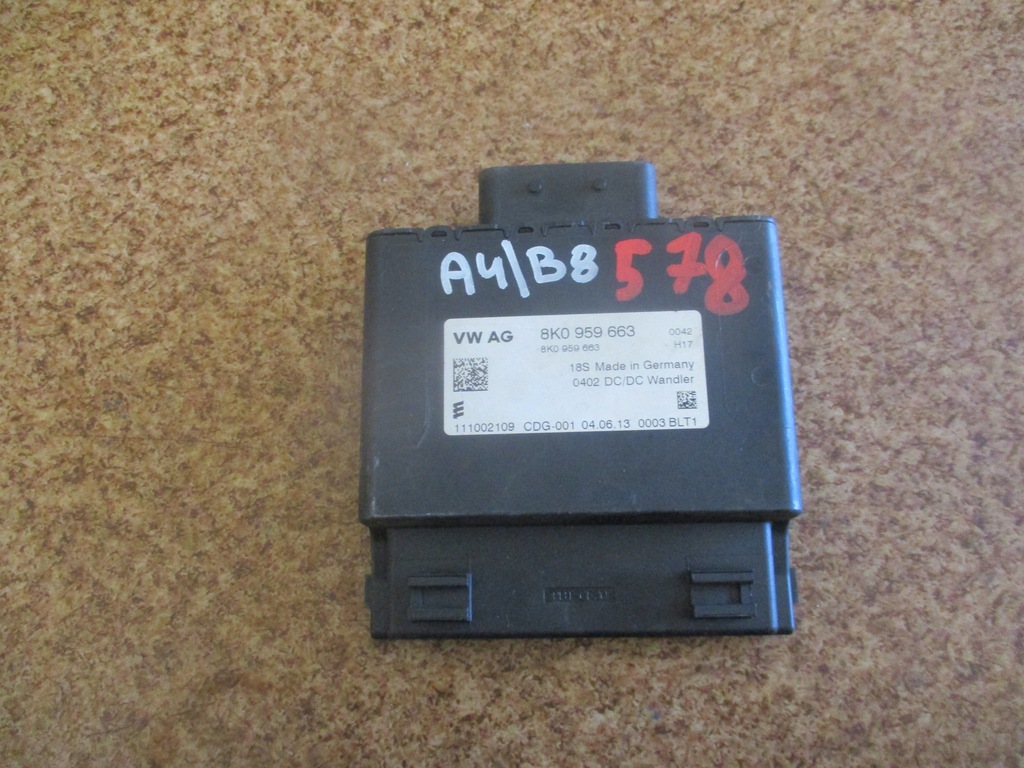 A4/B8 578
VW AG 8K0 959 663 0042
8K0 959 663 H17
18S Made in Germany
0402 DC/DC Wandler
111002109 CDG-001 04.06.13 0003 BLT1